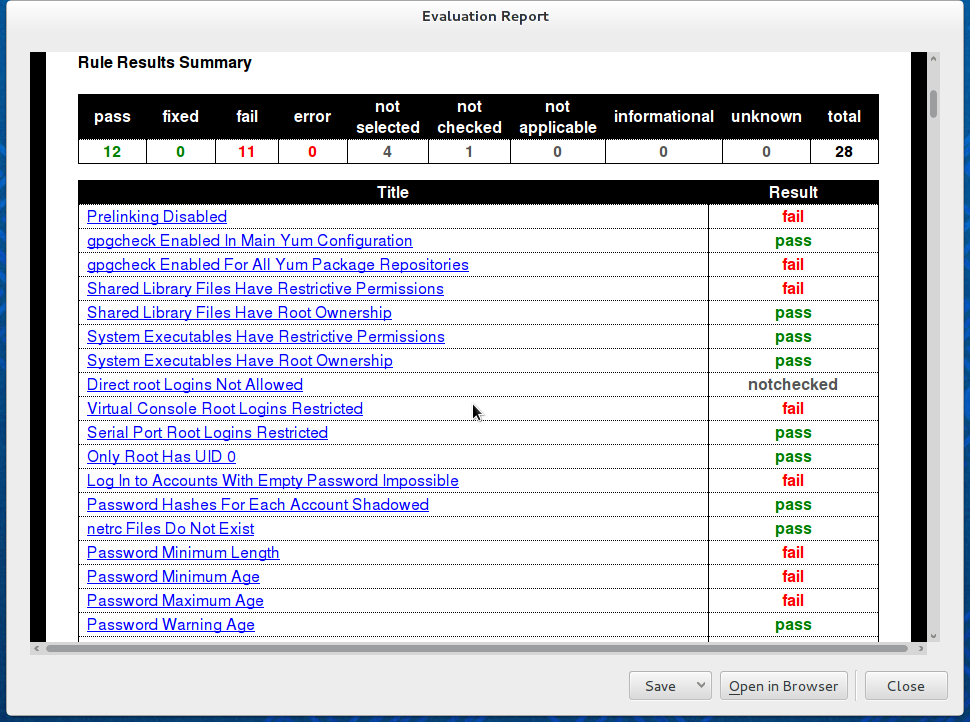 Evaluation Report
Rule Results Summary
pass fixed fail error not selected not checked not applicable informational unknown total
12 0 11 0 4 1 0 0 0 28
Title Result
Prelinking Disabled fail
gpgcheck Enabled In Main Yum Configuration pass
gpgcheck Enabled For All Yum Package Repositories fail
Shared Library Files Have Restrictive Permissions fail
Shared Library Files Have Root Ownership pass
System Executables Have Restrictive Permissions pass
System Executables Have Root Ownership pass
Direct root Logins Not Allowed notchecked
Virtual Console Root Logins Restricted fail
Serial Port Root Logins Restricted pass
Only Root Has UID 0 pass
Log In to Accounts With Empty Password Impossible fail
Password Hashes For Each Account Shadowed pass
netrc Files Do Not Exist pass
Password Minimum Length fail
Password Minimum Age fail
Password Maximum Age fail
Password Warning Age pass
Save Open in Browser Close